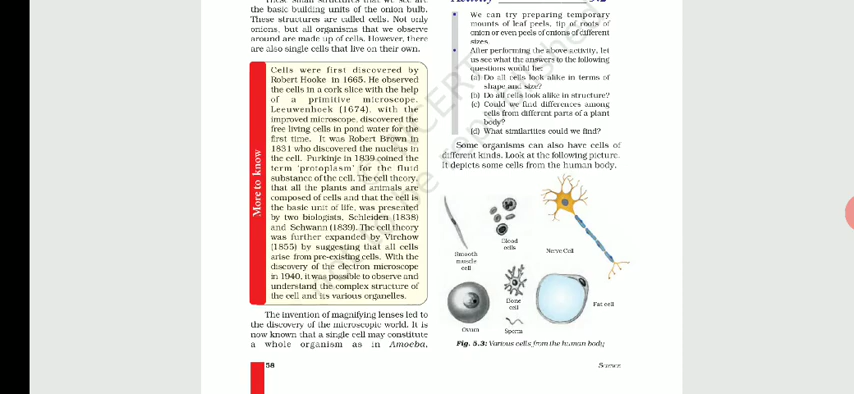 the basic building units of the onion bulb.
These structures are called cells. Not only
onions, but all organisms that we observe
around are made up of cells. However, there
are also single cells that live on their own.
More to know
Cells were first discovered by
Robert Hooke in 1665. He observed
the cells in a cork slice with the help
of a primitive microscope.
Leeuwenhoek (1674), with the
improved microscope, discovered the
free living cells in pond water for the
first time. It was Robert Brown in
1831 who discovered the nucleus in
the cell. Purkinje in 1839 coined the
term 'protoplasm' for the fluid
substance of the cell. The cell theory,
that all the plants and animals are
composed of cells and that the cell is
the basic unit of life, was presented
by two biologists, Schleiden (1838)
and Schwann (1839). The cell theory
was further expanded by Virchow
(1855) by suggesting that all cells
arise from pre-existing cells. With the
discovery of the electron microscope
in 1940, it was possible to observe and
understand the complex structure of
the cell and its various organelles.
The invention of magnifying lenses led to
the discovery of the microscopic world. It is
now known that a single cell may constitute
a whole organism as in Amoeba,
58
• We can try preparing temporary
mounts of leaf peels, tip of roots of
onion or even peels of onions of different
sizes.
• After performing the above activity, let
us see what the answers to the following
questions would be:
(a) Do all cells look alike in terms of
shape and size?
(b) Do all cells look alike in structure?
(c) Could we find differences among
cells from different parts of a plant
body?
(d) What similarities could we find?
Some organisms can also have cells of
different kinds. Look at the following picture.
It depicts some cells from the human body.
Smooth
muscle
cell
Blood
cells
Nerve Cell
Bone
cell
Fat cell
Ovum
Sperm
Fig. 5.3: Various cells from the human body
Science